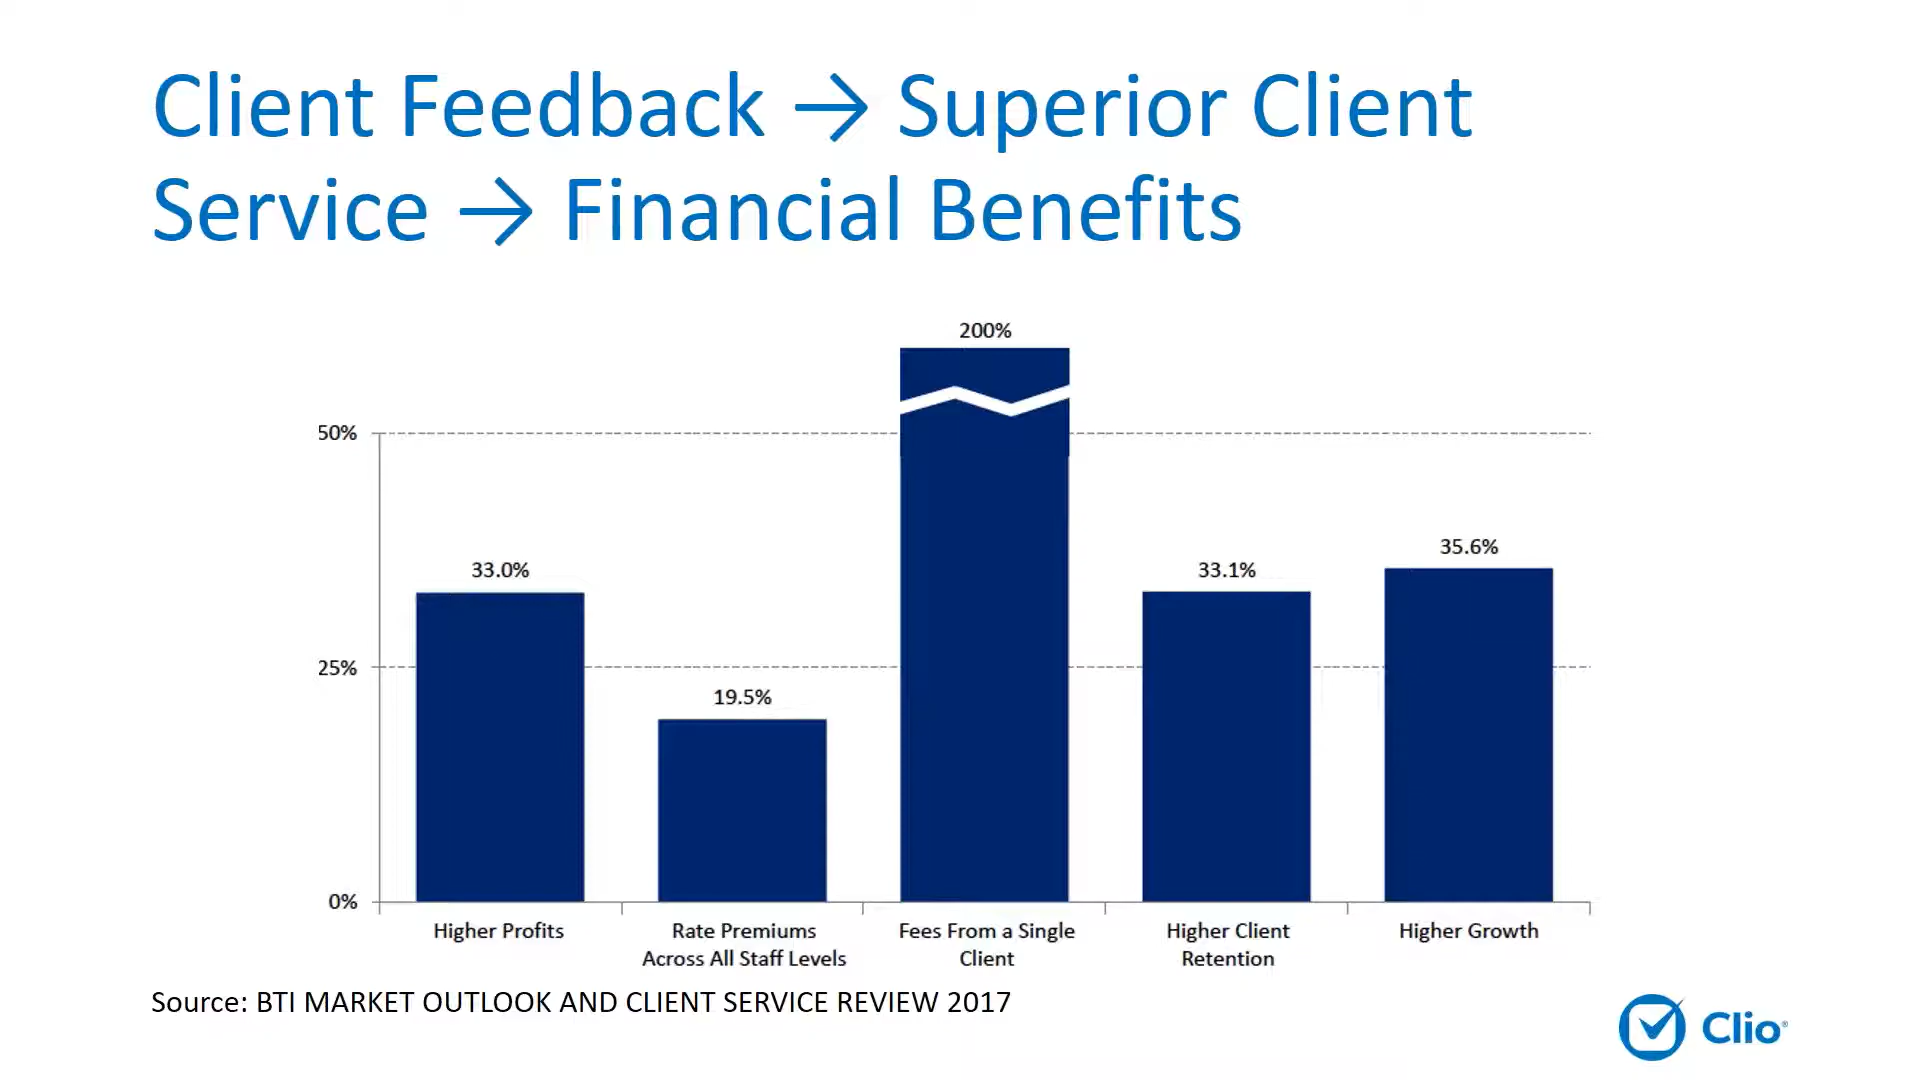 Client Feedback → Superior Client
Service → Financial Benefits
200%
50%
35.6%
33.0%
33.1%
25%
19.5%
0%
Higher Profits
Rate Premiums
Across All Staff Levels
Fees From a Single
Client
Higher Client
Retention
Higher Growth
Source: BTI MARKET OUTLOOK AND CLIENT SERVICE REVIEW 2017
Clio®